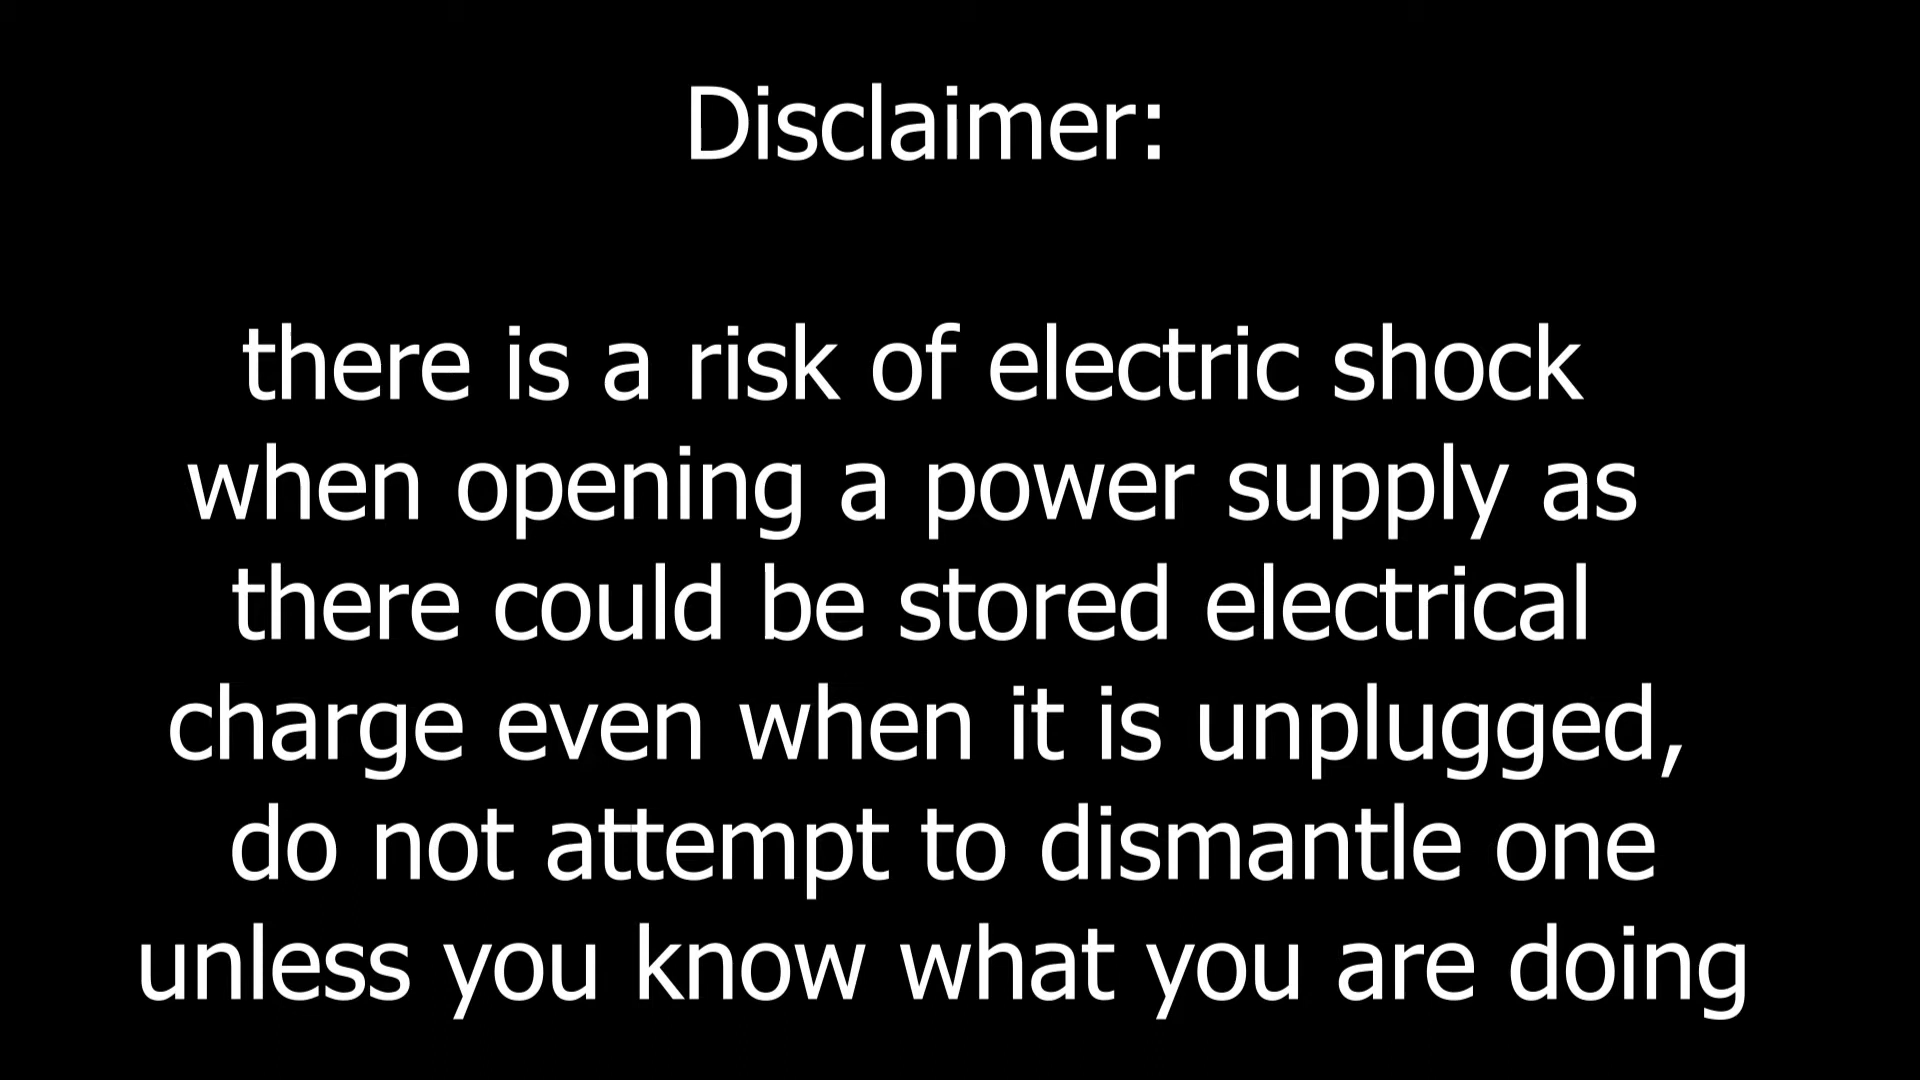 Disclaimer:
there is a risk of electric shock
when opening a power supply as
there could be stored electrical
charge even when it is unplugged,
do not attempt to dismantle one
unless you know what you are doing